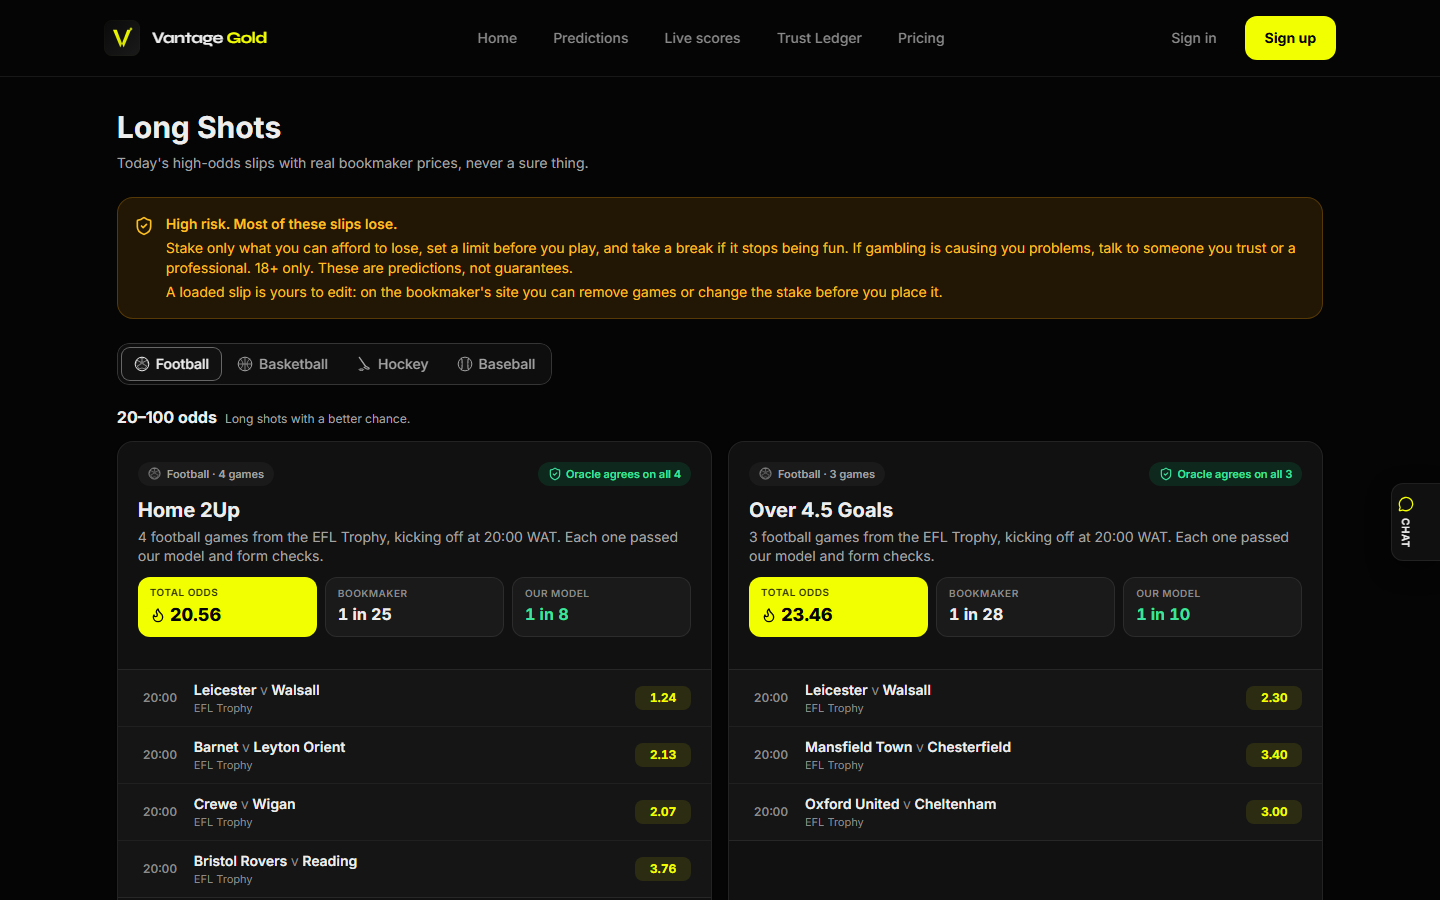 Vantage Gold
Home
Predictions
Live scores
Trust Ledger
Pricing
Sign in
Sign up
Long Shots
Today's high-odds slips with real bookmaker prices, never a sure thing.
High risk. Most of these slips lose.
Stake only what you can afford to lose, set a limit before you play, and take a break if it stops being fun. If gambling is causing you problems, talk to someone you trust or a
professional. 18+ only. These are predictions, not guarantees.
A loaded slip is yours to edit: on the bookmaker's site you can remove games or change the stake before you place it.
Football
Basketball
Hockey
Baseball
20–100 odds Long shots with a better chance.
Football · 4 games
Oracle agrees on all 4
Home 2Up
4 football games from the EFL Trophy, kicking off at 20:00 WAT. Each one passed
our model and form checks.
TOTAL ODDS
20.56
BOOKMAKER
1 in 25
OUR MODEL
1 in 8
20:00
Leicester v Walsall
EFL Trophy
1.24
20:00
Barnet v Leyton Orient
EFL Trophy
2.13
20:00
Crewe v Wigan
EFL Trophy
2.07
20:00
Bristol Rovers v Reading
EFL Trophy
3.76
Football · 3 games
Oracle agrees on all 3
Over 4.5 Goals
3 football games from the EFL Trophy, kicking off at 20:00 WAT. Each one passed
our model and form checks.
TOTAL ODDS
23.46
BOOKMAKER
1 in 28
OUR MODEL
1 in 10
20:00
Leicester v Walsall
EFL Trophy
2.30
20:00
Mansfield Town v Chesterfield
EFL Trophy
3.40
20:00
Oxford United v Cheltenham
EFL Trophy
3.00
CHAT